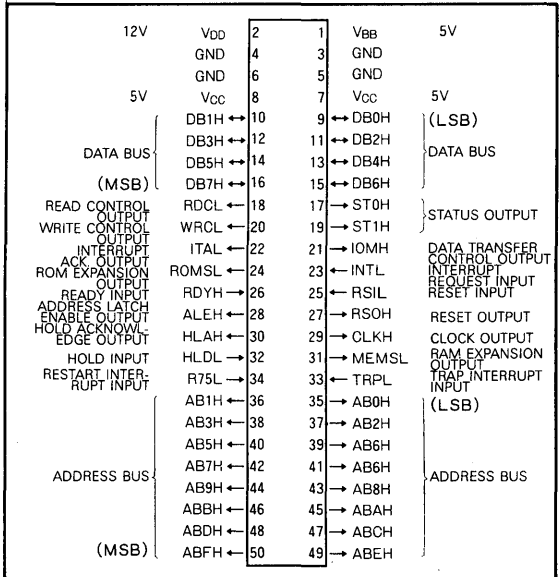 12V VDD 2 1 VBB 5V
GND 4 3 GND
GND 6 5 GND
5V VCC 8 7 VCC 5V
DB1H ↔ 10 9 ↔ DB0H (LSB)
DB3H ↔ 12 11 ↔ DB2H
DATA BUS DB5H ↔ 14 13 ↔ DB4H DATA BUS
(MSB) DB7H ↔ 16 15 ↔ DB6H
READ CONTROL OUTPUT RDCL ← 18 17 → ST0H
STATUS OUTPUT
WRITE CONTROL OUTPUT WRCL ← 20 19 → ST1H
INTERRUPT ACK. OUTPUT ITAL ← 22 21 → IOMH DATA TRANSFER CONTROL OUTPUT
ROM EXPANSION OUTPUT ROMSL ← 24 23 ← INTL INTERRUPT REQUEST INPUT
READY INPUT RDYH → 26 25 ← RSIL RESET INPUT
ADDRESS LATCH ENABLE OUTPUT ALEH ← 28 27 → RSOH RESET OUTPUT
HOLD ACKNOWL- EDGE OUTPUT HLAH ← 30 29 → CLKH CLOCK OUTPUT
HOLD INPUT HLDL → 32 31 → MEMSL RAM EXPANSION OUTPUT
RESTART INTER- RUPT INPUT R75L → 34 33 ← TRPL TRAP INTERRUPT INPUT
AB1H ← 36 35 → AB0H (LSB)
AB3H ← 38 37 → AB2H
AB5H ← 40 39 → AB6H
AB7H ← 42 41 → AB6H
ADDRESS BUS AB9H ← 44 43 → AB8H ADDRESS BUS
ABBH ← 46 45 → ABAH
ABDH ← 48 47 → ABCH
(MSB) ABFH ← 50 49 → ABEH